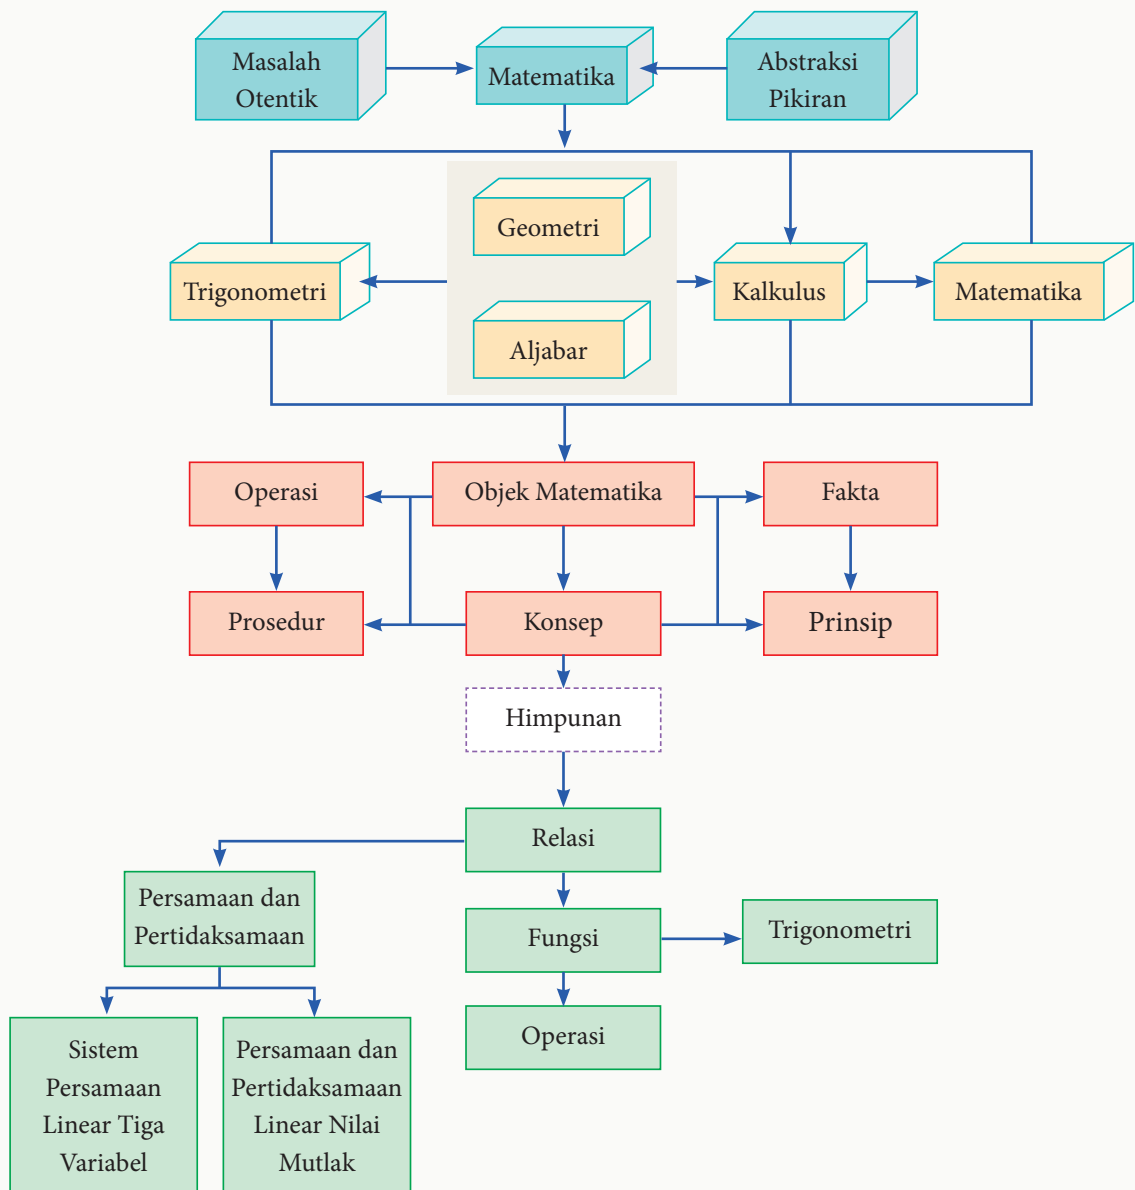 Masalah
Otentik
Matematika
Abstraksi
Pikiran
Geometri
Trigonometri
Kalkulus
Matematika
Aljabar
Operasi
Objek Matematika
Fakta
Prosedur
Konsep
Prinsip
Himpunan
Relasi
Persamaan dan
Pertidaksamaan
Fungsi
Trigonometri
Operasi
Sistem
Persamaan
Linear Tiga
Variabel
Persamaan dan
Pertidaksamaan
Linear Nilai
Mutlak